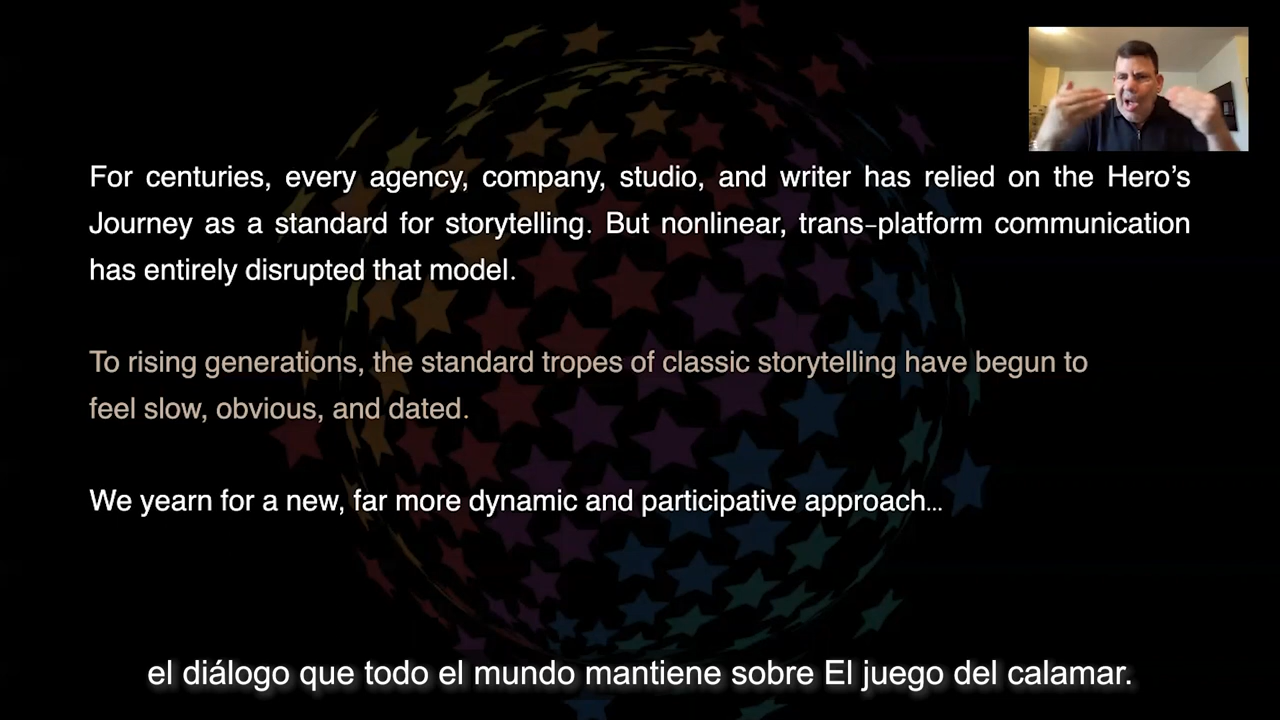 For centuries, every agency, company, studio, and writer has relied on the Hero’s
Journey as a standard for storytelling. But nonlinear, trans–platform communication
has entirely disrupted that model.
To rising generations, the standard tropes of classic storytelling have begun to
feel slow, obvious, and dated.
We yearn for a new, far more dynamic and participative approach…
el diálogo que todo el mundo mantiene sobre El juego del calamar.